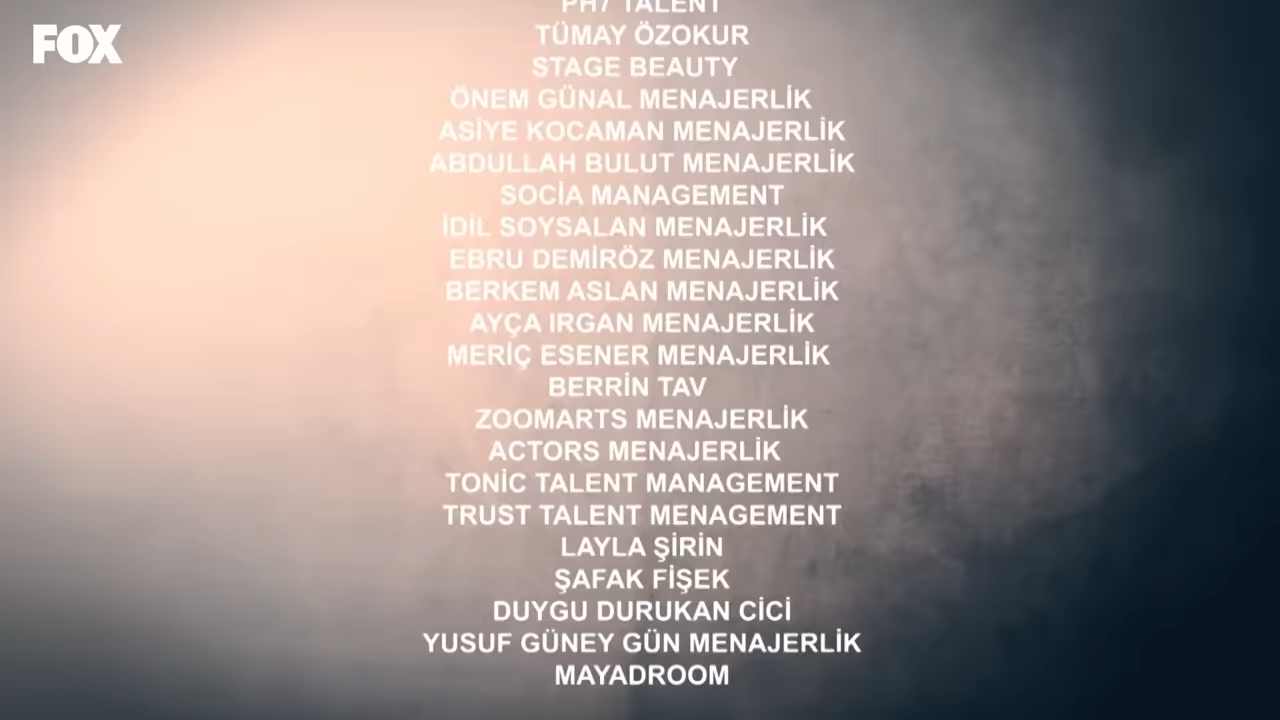 FOX
PH7 TALENT
TÜMAY ÖZOKUR
STAGE BEAUTY
ÖNEM GÜNAL MENAJERLİK
ASİYE KOCAMAN MENAJERLİK
ABDULLAH BULUT MENAJERLİK
SOCİA MANAGEMENT
İDİL SOYSALAN MENAJERLİK
EBRU DEMİRÖZ MENAJERLİK
BERKEM ASLAN MENAJERLİK
AYÇA IRGAN MENAJERLİK
MERİÇ ESENER MENAJERLİK
BERRİN TAV
ZOOMARTS MENAJERLİK
ACTORS MENAJERLİK
TONİC TALENT MANAGEMENT
TRUST TALENT MENAGEMENT
LAYLA ŞİRİN
ŞAFAK FİŞEK
DUYGU DURUKAN CİCİ
YUSUF GÜNEY GÜN MENAJERLİK
MAYADROOM